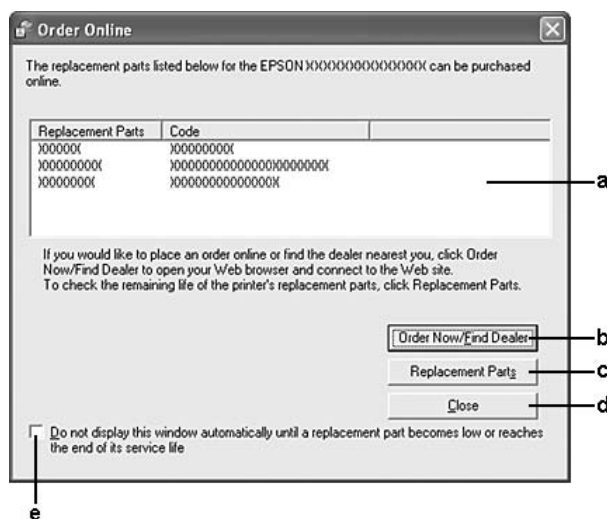 Order Online
The replacement parts listed below for the EPSON XXXXXXXXXXXXXXXX can be purchased
online.
Replacement Parts Code
XXXXXX XXXXXXXXX
XXXXXXXXX XXXXXXXXXXXXXXXXXXXXXXX
XXXXXXXX XXXXXXXXXXXXXXXX
a
If you would like to place an order online or find the dealer nearest you, click Order
Now/Find Dealer to open your Web browser and connect to the Web site.
To check the remaining life of the printer's replacement parts, click Replacement Parts.
Order Now/Find Dealer
b
Replacement Parts
c
Close
d
Do not display this window automatically until a replacement part becomes low or reaches
the end of its service life
e